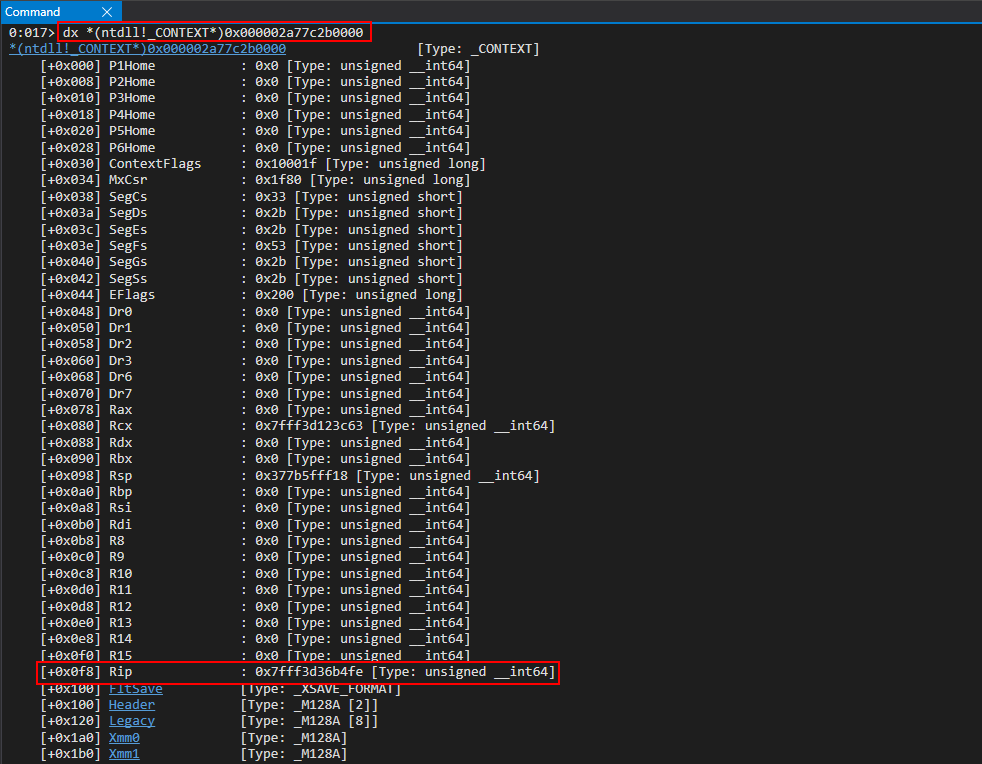 Command ×
0:017> dx *(ntdll!_CONTEXT*)0x000002a77c2b0000
*(ntdll!_CONTEXT*)0x000002a77c2b0000 [Type: _CONTEXT]
[+0x000] P1Home : 0x0 [Type: unsigned __int64]
[+0x008] P2Home : 0x0 [Type: unsigned __int64]
[+0x010] P3Home : 0x0 [Type: unsigned __int64]
[+0x018] P4Home : 0x0 [Type: unsigned __int64]
[+0x020] P5Home : 0x0 [Type: unsigned __int64]
[+0x028] P6Home : 0x0 [Type: unsigned __int64]
[+0x030] ContextFlags : 0x10001f [Type: unsigned long]
[+0x034] MxCsr : 0x1f80 [Type: unsigned long]
[+0x038] SegCs : 0x33 [Type: unsigned short]
[+0x03a] SegDs : 0x2b [Type: unsigned short]
[+0x03c] SegEs : 0x2b [Type: unsigned short]
[+0x03e] SegFs : 0x53 [Type: unsigned short]
[+0x040] SegGs : 0x2b [Type: unsigned short]
[+0x042] SegSs : 0x2b [Type: unsigned short]
[+0x044] EFlags : 0x200 [Type: unsigned long]
[+0x048] Dr0 : 0x0 [Type: unsigned __int64]
[+0x050] Dr1 : 0x0 [Type: unsigned __int64]
[+0x058] Dr2 : 0x0 [Type: unsigned __int64]
[+0x060] Dr3 : 0x0 [Type: unsigned __int64]
[+0x068] Dr6 : 0x0 [Type: unsigned __int64]
[+0x070] Dr7 : 0x0 [Type: unsigned __int64]
[+0x078] Rax : 0x0 [Type: unsigned __int64]
[+0x080] Rcx : 0x7fff3d123c63 [Type: unsigned __int64]
[+0x088] Rdx : 0x0 [Type: unsigned __int64]
[+0x090] Rbx : 0x0 [Type: unsigned __int64]
[+0x098] Rsp : 0x377b5fff18 [Type: unsigned __int64]
[+0x0a0] Rbp : 0x0 [Type: unsigned __int64]
[+0x0a8] Rsi : 0x0 [Type: unsigned __int64]
[+0x0b0] Rdi : 0x0 [Type: unsigned __int64]
[+0x0b8] R8 : 0x0 [Type: unsigned __int64]
[+0x0c0] R9 : 0x0 [Type: unsigned __int64]
[+0x0c8] R10 : 0x0 [Type: unsigned __int64]
[+0x0d0] R11 : 0x0 [Type: unsigned __int64]
[+0x0d8] R12 : 0x0 [Type: unsigned __int64]
[+0x0e0] R13 : 0x0 [Type: unsigned __int64]
[+0x0e8] R14 : 0x0 [Type: unsigned __int64]
[+0x0f0] R15 : 0x0 [Type: unsigned __int64]
[+0x0f8] Rip : 0x7fff3d36b4fe [Type: unsigned __int64]
[+0x100] FltSave [Type: _XSAVE_FORMAT]
[+0x100] Header [Type: _M128A [2]]
[+0x120] Legacy [Type: _M128A [8]]
[+0x1a0] Xmm0 [Type: _M128A]
[+0x1b0] Xmm1 [Type: _M128A]